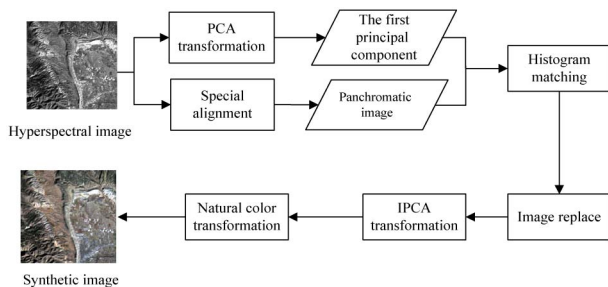 PCA
transformation
The first
principal
component
Histogram
matching
Special
alignment
Panchromatic
image
Hyperspectral image
Natural color
transformation
IPCA
transformation
Image replace
Synthetic image